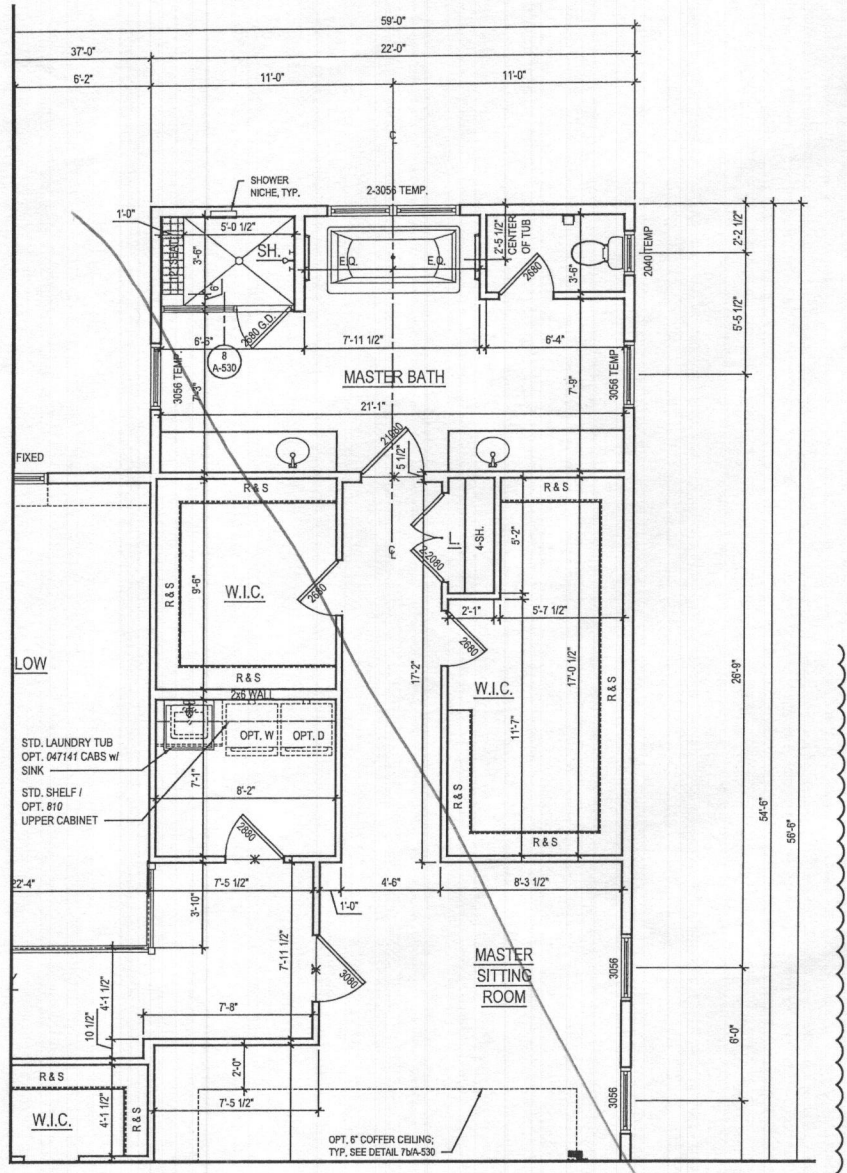 59'-0"
37'-0"
22'-0"
6'-2"
11'-0"
11'-0"
C
L
SHOWER
NICHE, TYP.
2-3056 TEMP.
1'-0"
5'-0 1/2"
12" SEAT
3'-6"
SH.
E.Q.
E.Q.
2'-5 1/2"
CENTER
OF TUB
2680
3'-6"
2040 TEMP
2'-2 1/2"
6"
2680 G.D.
8
A-530
6'-6"
7'-11 1/2"
6'-4"
5'-5 1/2"
3056 TEMP.
7'-3"
MASTER BATH
7'-9"
3056 TEMP
21'-1"
FIXED
21080
5 1/2"
R & S
R & S
R & S
9'-6"
W.I.C.
2680
C
L
2-2080
L.
4-SH.
5'-2"
2'-1"
5'-7 1/2"
LOW
R & S
2680
W.I.C.
17'-2"
17'-0 1/2"
R & S
26'-9"
54'-6"
56'-6"
2x6 WALL
OPT. W
OPT. D
11'-7"
STD. LAUNDRY TUB
OPT. 047141 CABS w/
SINK
7'-1"
STD. SHELF /
OPT. 810
UPPER CABINET
8'-2"
R & S
2680
R & S
22'-4"
7'-5 1/2"
4'-6"
8'-3 1/2"
1'-0"
3'-10"
7'-11 1/2"
3080
MASTER
SITTING
ROOM
3056
4'-1 1/2"
10 1/2"
7'-8"
6'-0"
2'-0"
R & S
W.I.C.
4'-1 1/2"
R & S
7'-5 1/2"
3056
OPT. 6" COFFER CEILING;
TYP. SEE DETAIL 7b/A-530